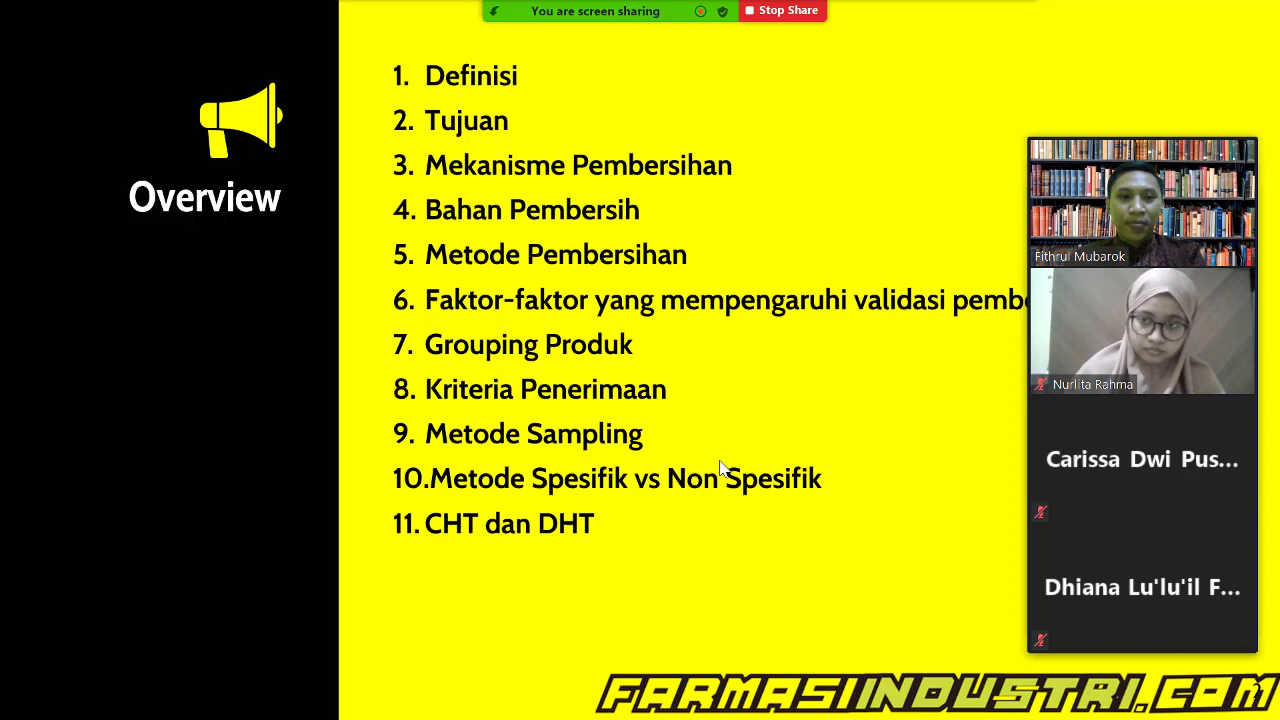 You are screen sharing
Stop Share
Overview
1. Definisi
2. Tujuan
3. Mekanisme Pembersihan
4. Bahan Pembersih
5. Metode Pembersihan
6. Faktor-faktor yang mempengaruhi validasi
7. Grouping Produk
8. Kriteria Penerimaan
9. Metode Sampling
10.Metode Spesifik vs Non Spesifik
11. CHT dan DHT
Fithrul Mubarok
Nurlita Rahma
Carissa Dwi Pus...
Dhiana Lu'lu'il F...
FARMASIINDUSTRI.COM